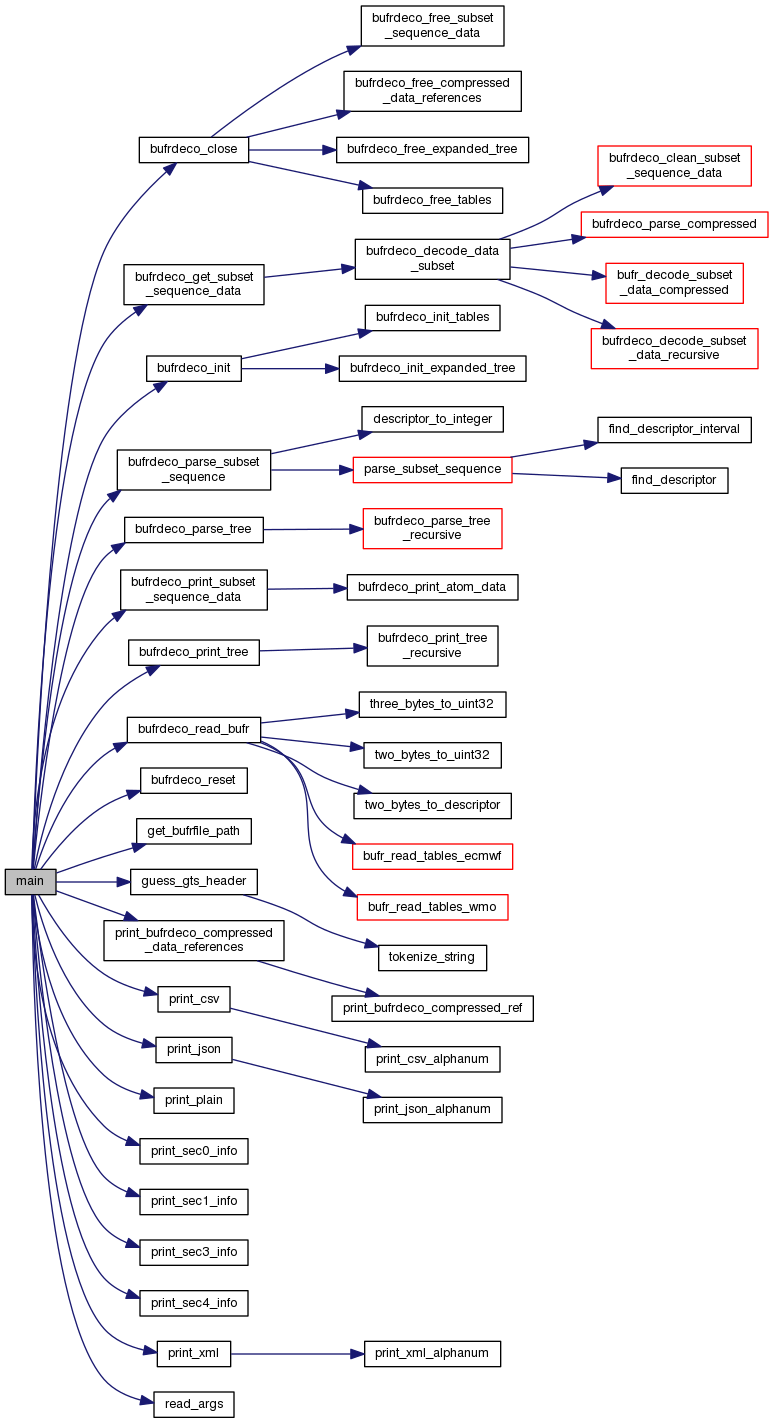 bufrdeco_free_subset
_sequence_data
bufrdeco_free_compressed
_data_references
bufrdeco_close
bufrdeco_free_expanded_tree
bufrdeco_free_tables
bufrdeco_clean_subset
_sequence_data
bufrdeco_parse_compressed
bufrdeco_get_subset
_sequence_data
bufrdeco_decode_data
_subset
bufr_decode_subset
_data_compressed
bufrdeco_decode_subset
_data_recursive
bufrdeco_init
bufrdeco_init_tables
bufrdeco_init_expanded_tree
bufrdeco_parse_subset
_sequence
descriptor_to_integer
parse_subset_sequence
find_descriptor_interval
find_descriptor
bufrdeco_parse_tree
bufrdeco_parse_tree
_recursive
bufrdeco_print_subset
_sequence_data
bufrdeco_print_atom_data
bufrdeco_print_tree
bufrdeco_print_tree
_recursive
bufrdeco_read_bufr
three_bytes_to_uint32
two_bytes_to_uint32
two_bytes_to_descriptor
bufr_read_tables_ecmwf
bufr_read_tables_wmo
bufrdeco_reset
get_bufrfile_path
main
guess_gts_header
tokenize_string
print_bufrdeco_compressed
_data_references
print_bufrdeco_compressed_ref
print_csv
print_csv_alphanum
print_json
print_json_alphanum
print_plain
print_sec0_info
print_sec1_info
print_sec3_info
print_sec4_info
print_xml
print_xml_alphanum
read_args